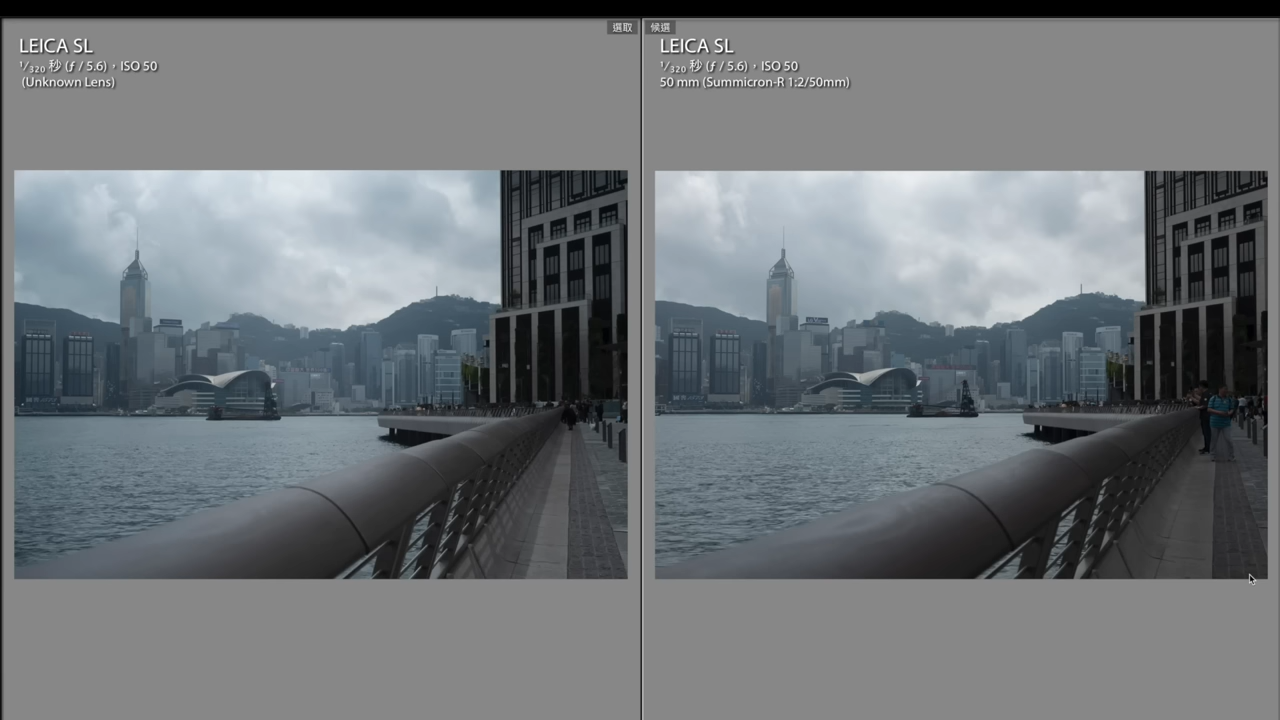 選取
LEICA SL
1/320 秒 (ƒ / 5.6)，ISO 50
(Unknown Lens)
候選
LEICA SL
1/320 秒 (ƒ / 5.6)，ISO 50
50 mm (Summicron-R 1:2/50mm)